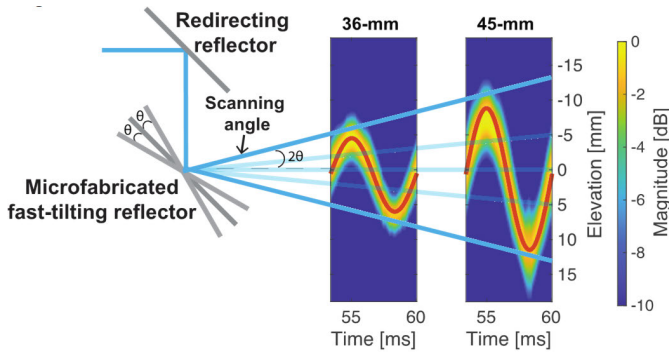 Redirecting
reflector
36-mm
45-mm
θ
θ
Scanning
angle
2θ
Microfabricated
fast-tilting reflector
-15
-10
-5
0
5
10
15
Elevation [mm]
0
-2
-4
-6
-8
-10
Magnitude [dB]
55
60
55
60
Time [ms]
Time [ms]